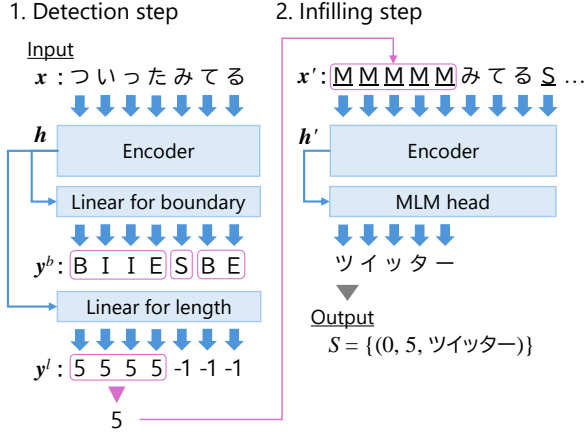 1. Detection step
Input
x : ついったみてる
h
Encoder
Linear for boundary
y^b : B I I E S B E
Linear for length
y^l : 5 5 5 5 -1 -1 -1
5
2. Infilling step
x′ : M M M M M みてる S …
h′
Encoder
MLM head
ツイッター
Output
S = {(0, 5, ツイッター)}